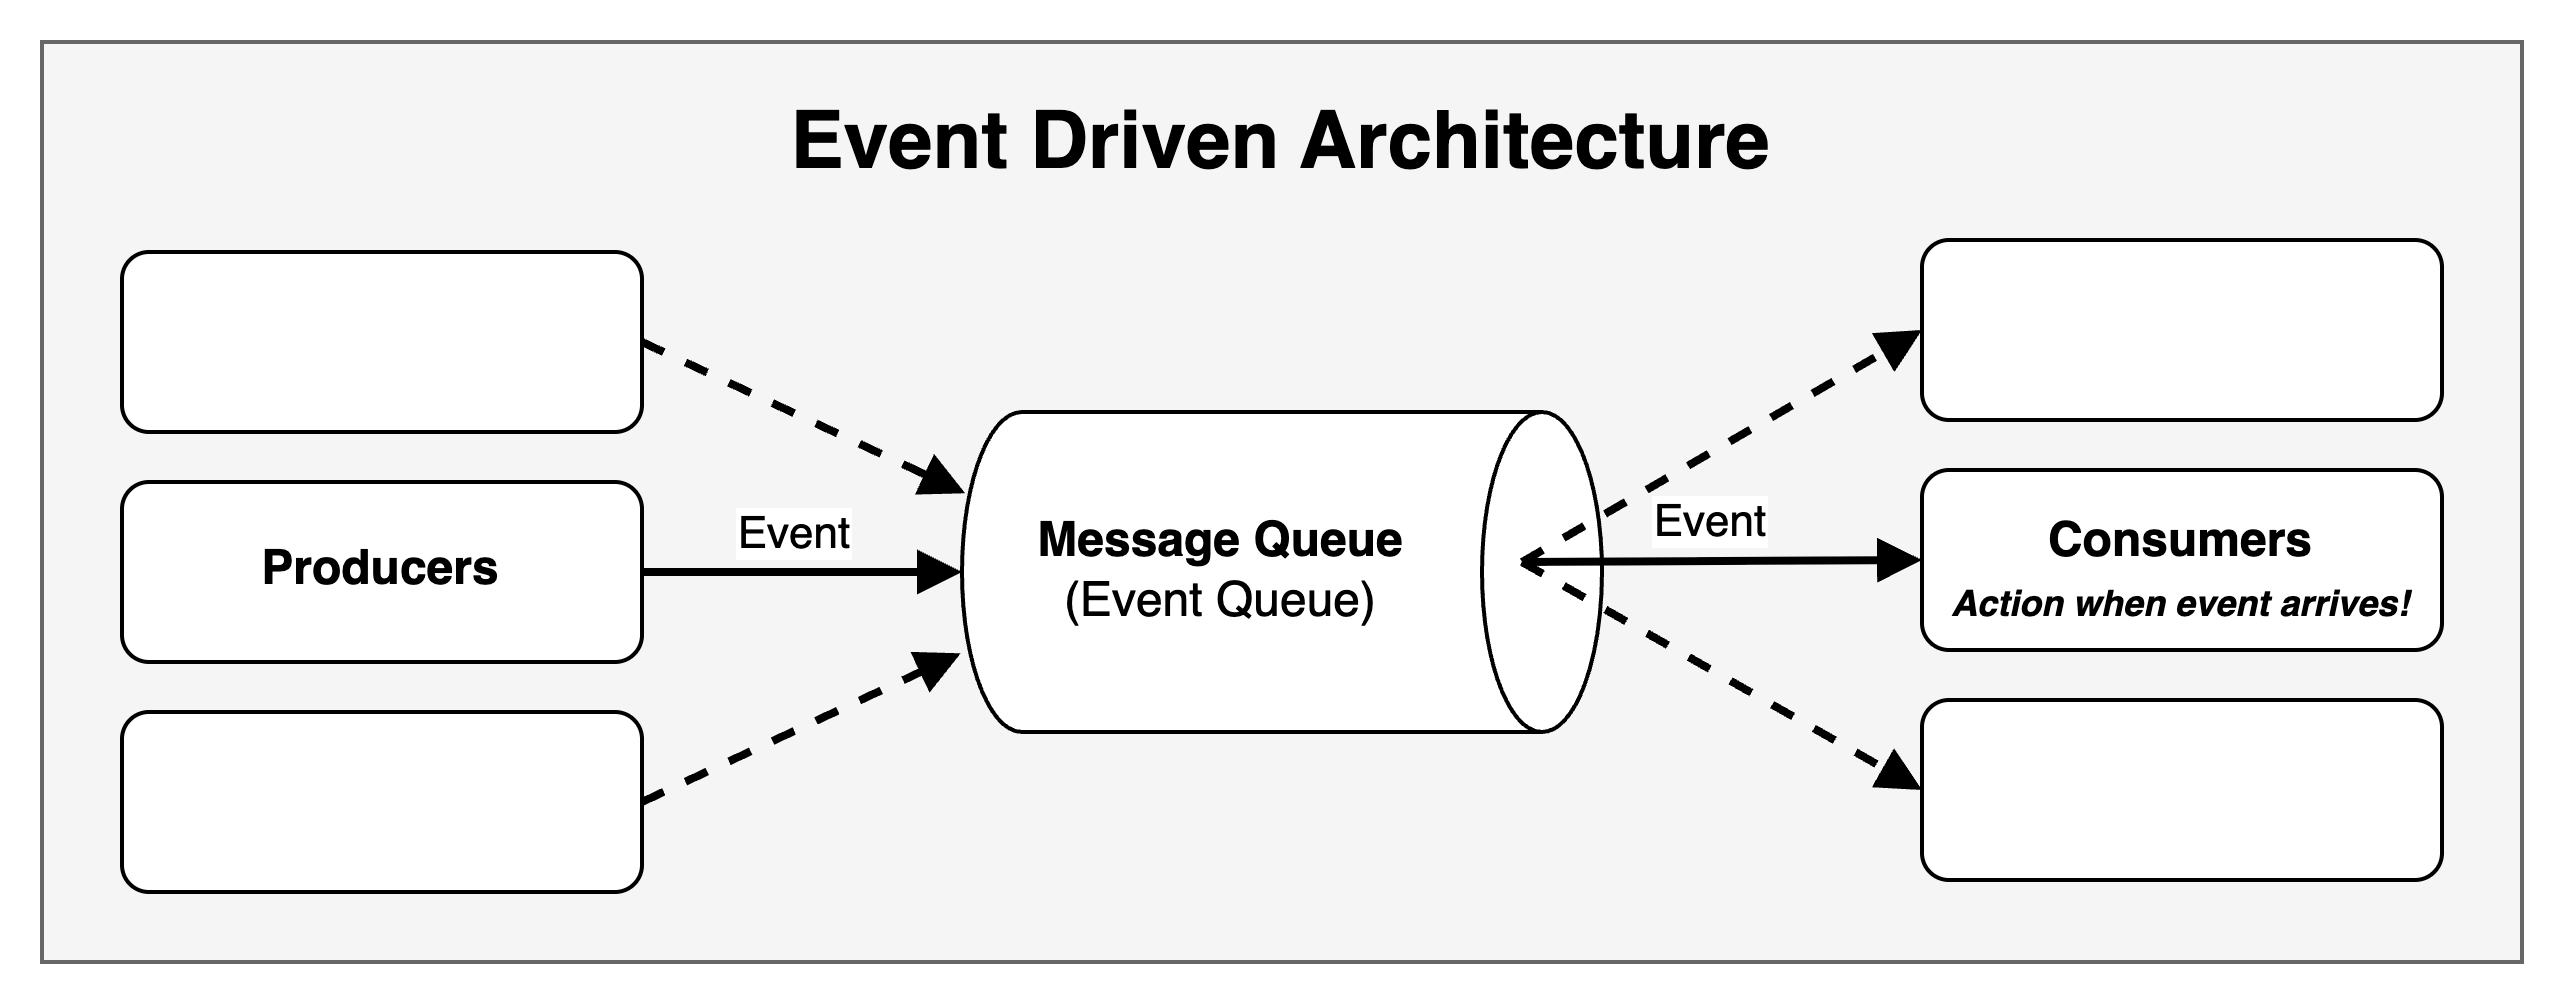 Event Driven Architecture
Producers
Event
Message Queue
(Event Queue)
Event
Consumers
Action when event arrives!